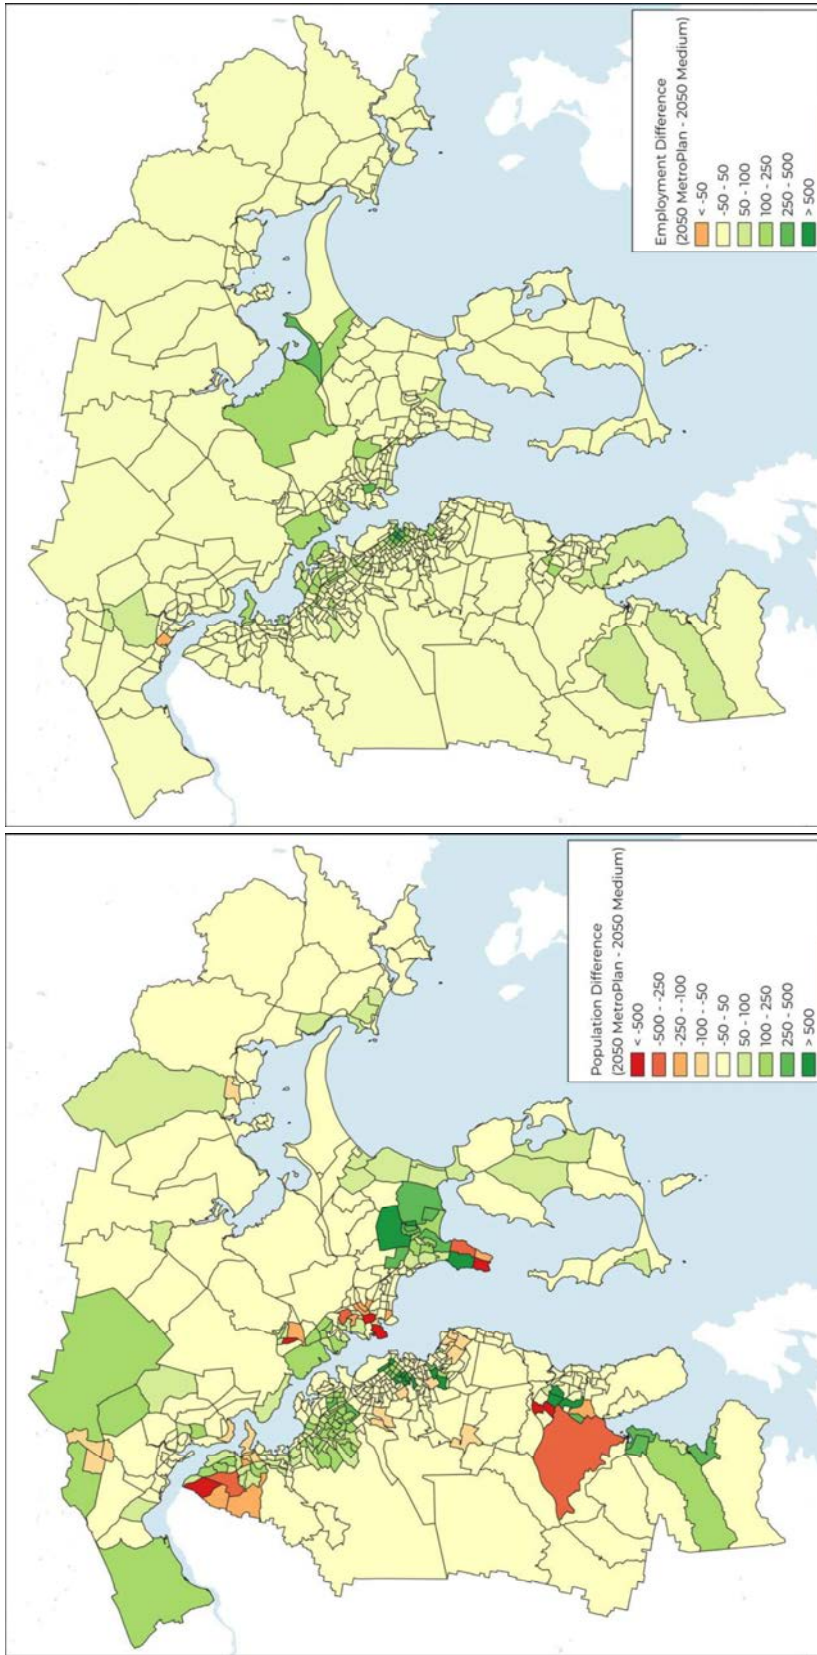 Employment Difference
(2050 MetroPlan - 2050 Medium)
< -50
-50 - 50
50 - 100
100 - 250
250 - 500
> 500
Population Difference
(2050 MetroPlan - 2050 Medium)
< -500
-500 - -250
-250 - -100
-100 - -50
-50 - 50
50 - 100
100 - 250
250 - 500
> 500